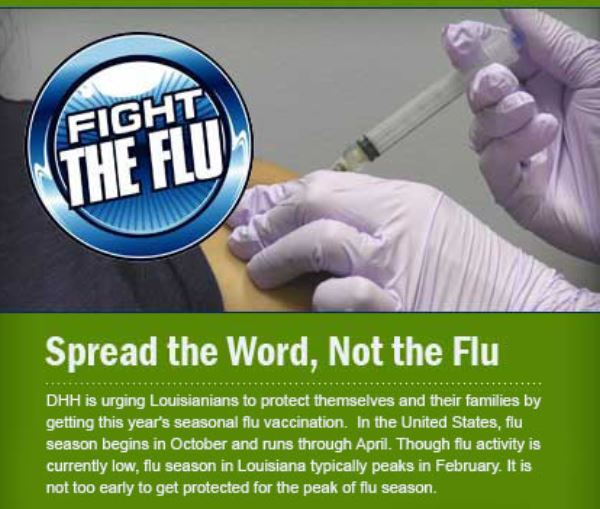 FIGHT
THE FLU
Spread the Word, Not the Flu
DHH is urging Louisianians to protect themselves and their families by
getting this year's seasonal flu vaccination.  In the United States, flu
season begins in October and runs through April. Though flu activity is
currently low, flu season in Louisiana typically peaks in February. It is
not too early to get protected for the peak of flu season.